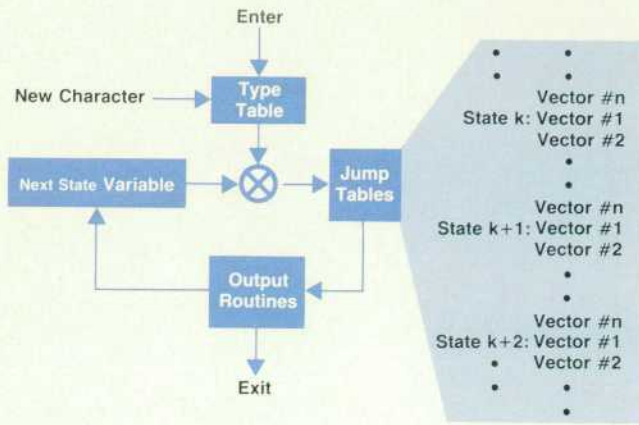 Enter
New Character
Type
Table
Next State Variable
Jump
Tables
Output
Routines
Exit
Vector #n
State k: Vector #1
Vector #2
Vector #n
State k+1: Vector #1
Vector #2
Vector #n
State k+2: Vector #1
Vector #2